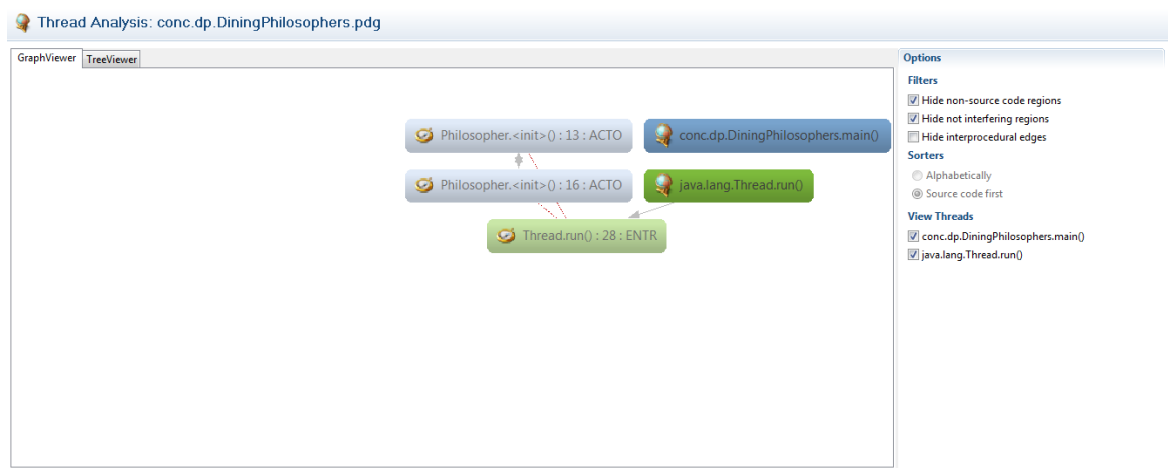 Thread Analysis: conc.dp.DiningPhilosophers.pdg
GraphViewer TreeViewer
Philosopher.<init>() : 13 : ACTO
conc.dp.DiningPhilosophers.main()
Philosopher.<init>() : 16 : ACTO
java.lang.Thread.run()
Thread.run() : 28 : ENTR
Options
Filters
Hide non-source code regions
Hide not interfering regions
Hide interprocedural edges
Sorters
Alphabetically
Source code first
View Threads
conc.dp.DiningPhilosophers.main()
java.lang.Thread.run()